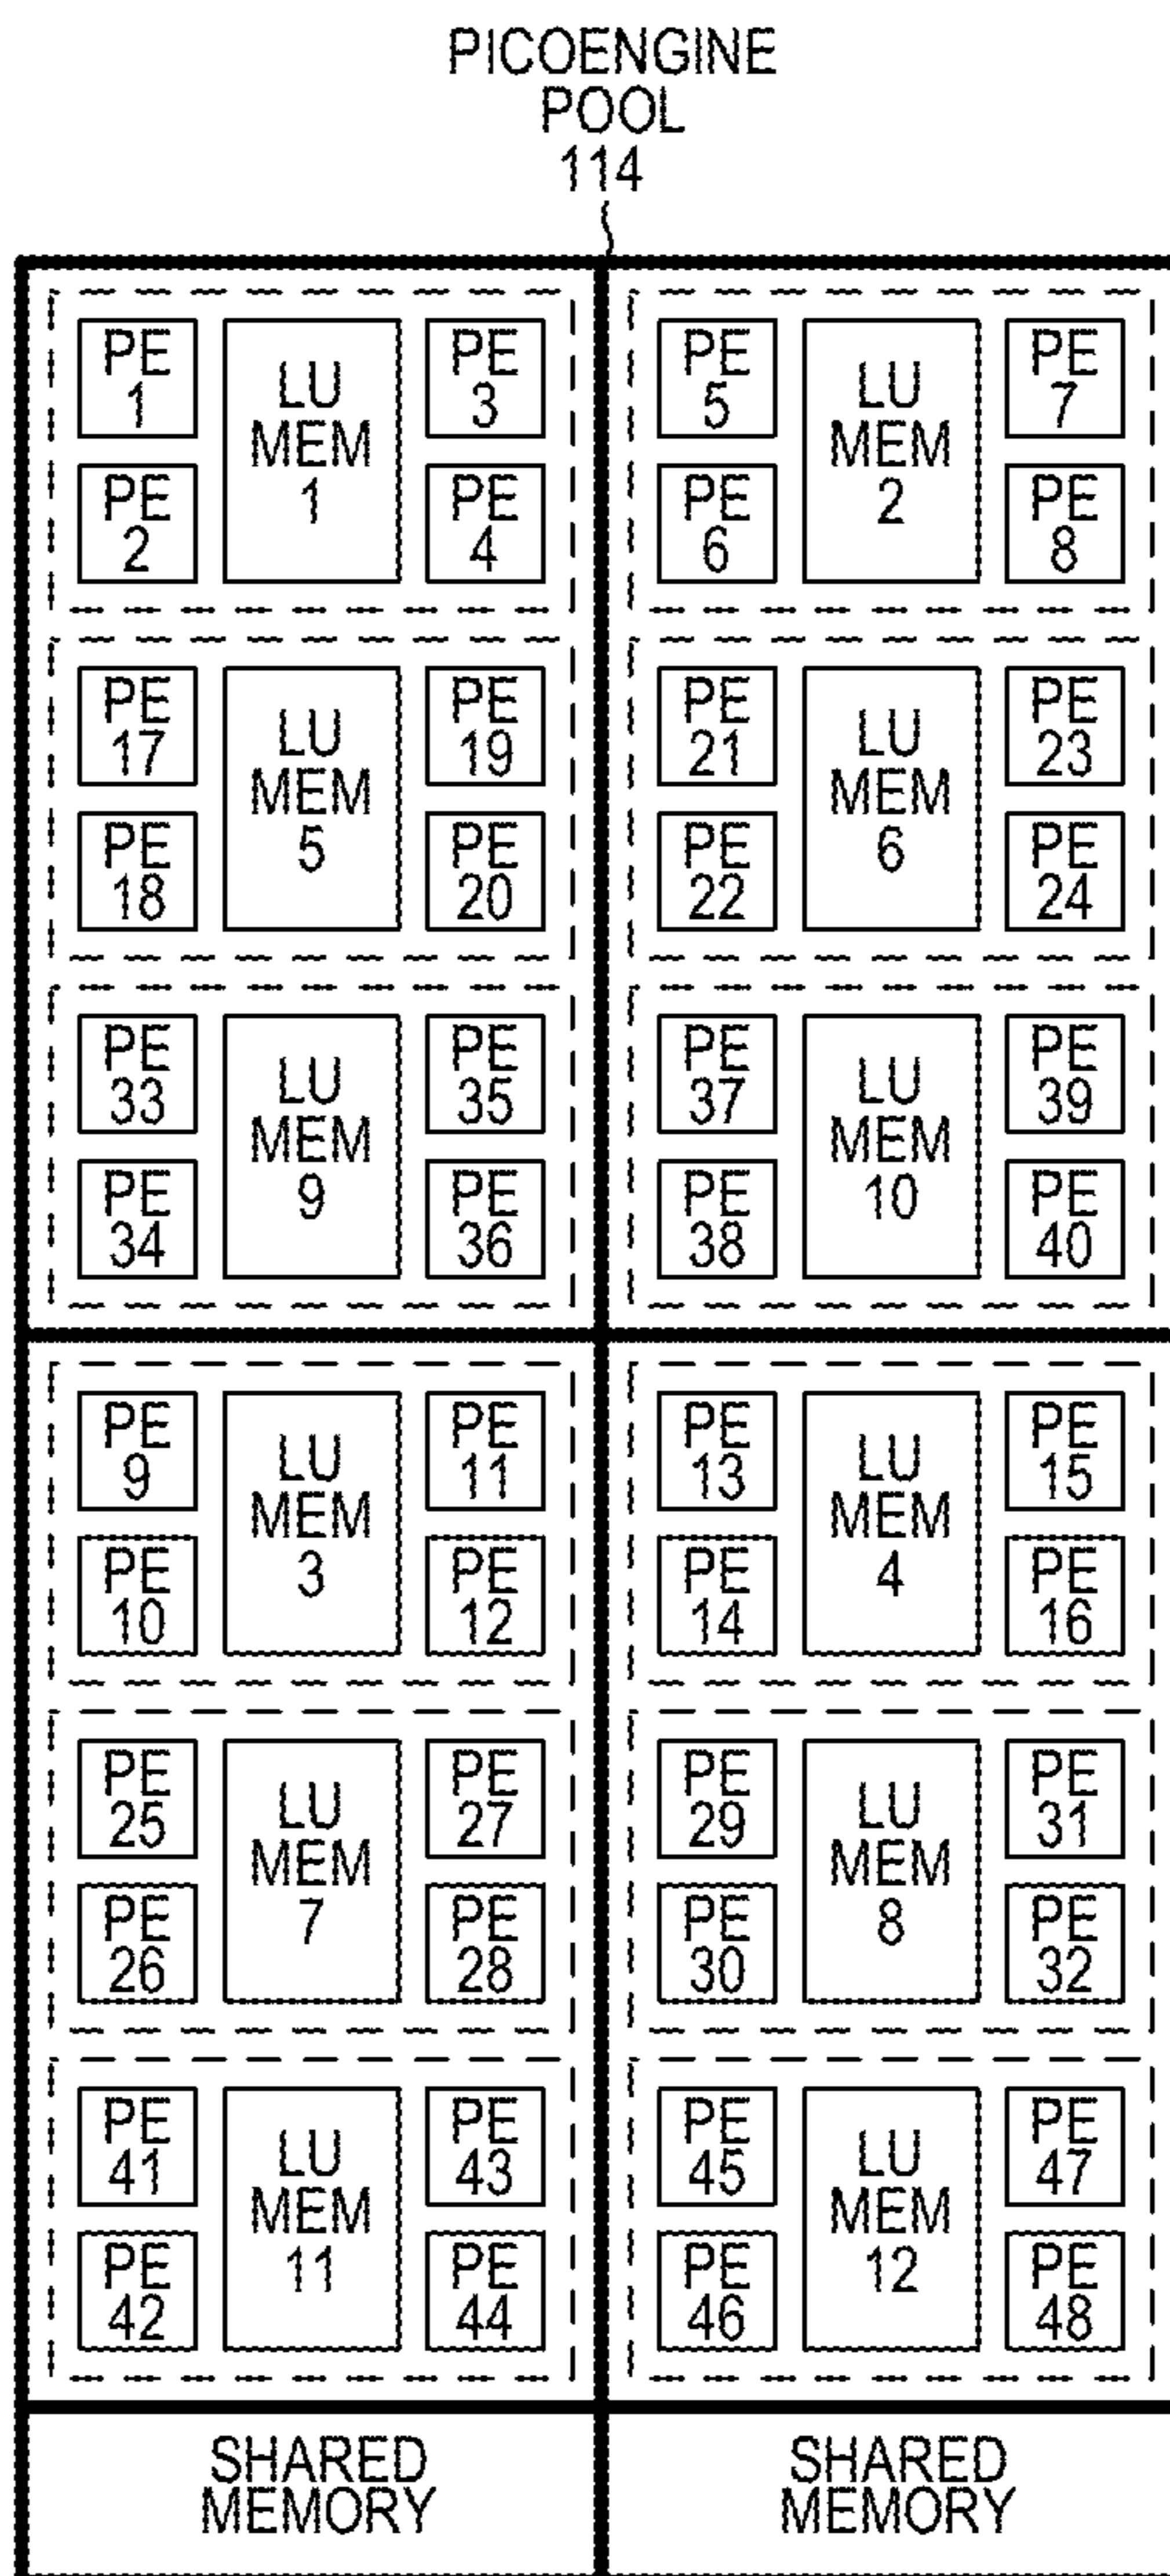 PICOENGINE
POOL
114
PE
1
LU
MEM
1
PE
3
PE
2
PE
4
PE
5
LU
MEM
2
PE
7
PE
6
PE
8
PE
17
LU
MEM
5
PE
19
PE
18
PE
20
PE
21
LU
MEM
6
PE
23
PE
22
PE
24
PE
33
LU
MEM
9
PE
35
PE
34
PE
36
PE
37
LU
MEM
10
PE
39
PE
38
PE
40
PE
9
LU
MEM
3
PE
11
PE
10
PE
12
PE
13
LU
MEM
4
PE
15
PE
14
PE
16
PE
25
LU
MEM
7
PE
27
PE
26
PE
28
PE
29
LU
MEM
8
PE
31
PE
30
PE
32
PE
41
LU
MEM
11
PE
43
PE
42
PE
44
PE
45
LU
MEM
12
PE
47
PE
46
PE
48
SHARED
MEMORY
SHARED
MEMORY